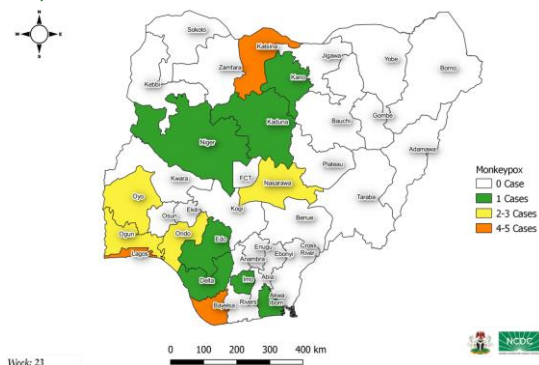 N
W
E
S
Sokoto
Katsina
Jigawa
Yobe
Borno
Zamfara
Kano
Kebbi
Kaduna
Bauchi
Gombe
Adamawa
Niger
Plateau
Kwara
FCT
Nasarawa
Taraba
Oyo
Ekiti
Kogi
Benue
Osun
Ogun
Ondo
Edo
Enugu
Cross
River
Lagos
Anambra
Ebonyi
Delta
Imo
Abia
Bayelsa
Rivers
Akwa
Ibom
Monkeypox
0 Case
1 Cases
2-3 Cases
4-5 Cases
NCDC
Week: 23
0 100 200 300 400 km